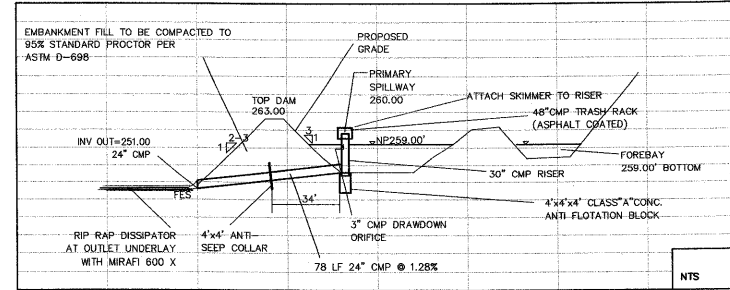 EMBANKMENT FILL TO BE COMPACTED TO
95% STANDARD PROCTOR PER
ASTM D-698
PROPOSED
GRADE
PRIMARY
SPILLWAY
260.00
TOP DAM
263.00
ATTACH SKIMMER TO RISER
48"CMP TRASH RACK
(ASPHALT COATED)
2-3
1
3
1
INV OUT=251.00
24" CMP
NP259.00'
FOREBAY
259.00' BOTTOM
30" CMP RISER
FES
34'
4'x4'x4' CLASS"A"CONC.
ANTI FLOTATION BLOCK
3" CMP DRAWDOWN
ORIFICE
4'x4' ANTI-
SEEP COLLAR
RIP RAP DISSIPATOR
AT OUTLET UNDERLAY
WITH MIRAFI 600 X
78 LF 24" CMP @ 1.28%
NTS